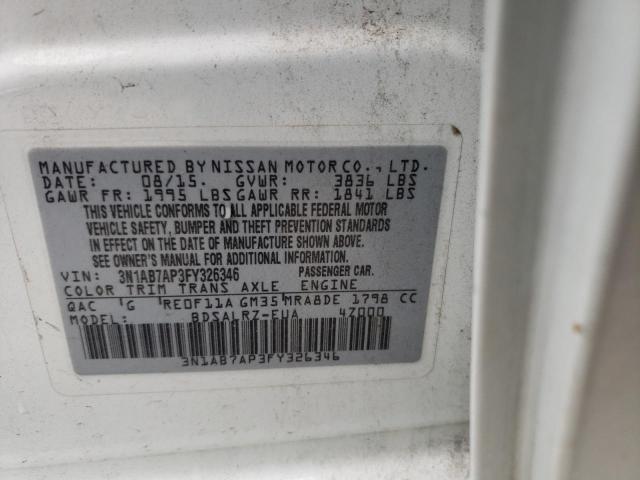 MANUFACTURED BY NISSAN MOTOR CO., LTD.
DATE: 08/15. GVWR: 3836 LBS
GAWR FR: 1995 LBS GAWR RR: 1841 LBS
THIS VEHICLE CONFORMS TO ALL APPLICABLE FEDERAL MOTOR
VEHICLE SAFETY, BUMPER AND THEFT PREVENTION STANDARDS
IN EFFECT ON THE DATE OF MANUFACTURE SHOWN ABOVE.
SEE OWNER'S MANUAL FOR ADDITIONAL INFORMATION.
VIN: 3N1AB7AP3FY326346 PASSENGER CAR.
COLOR TRIM TRANS AXLE ENGINE
QAC 'G RE0F11A GM35 MRA8DE 1798 CC
MODEL: BDSALRZ-EUA 47000
3N1AB7AP3FY326346